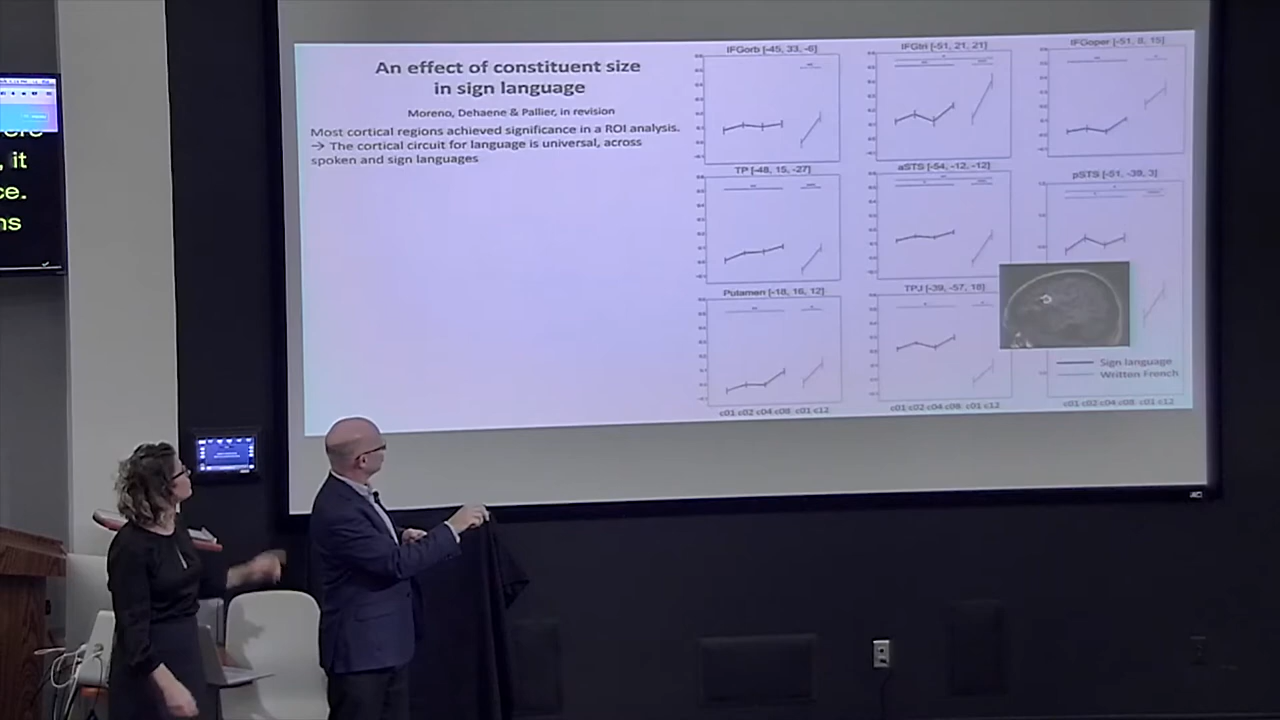 An effect of constituent size
in sign language
Moreno, Dehaene & Pallier, in revision
Most cortical regions achieved significance in a ROI analysis.
→ The cortical circuit for language is universal, across
spoken and sign languages
IFGorb [-45, 33, -6]
IFGtri [-51, 21, 21]
IFGoper [-51, 8, 15]
TP [-48, 15, -27]
aSTS [-54, -12, -12]
pSTS [-51, -39, 3]
Putamen [-18, 16, 12]
TPJ [-39, -57, 18]
Sign language
Written French
c01 c02 c04 c08 c01 c12
c01 c02 c04 c08 c01 c12
c01 c02 c04 c08 c01 c12
, it
ce.
ns